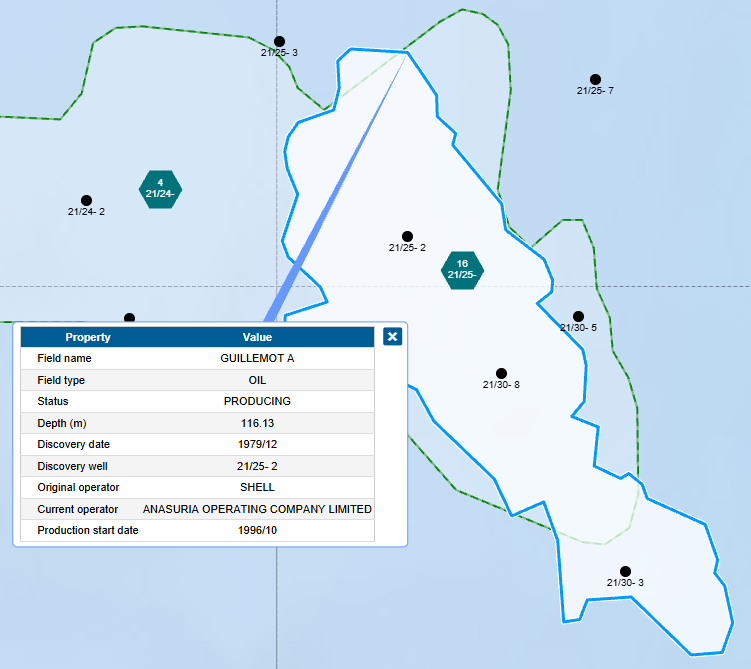 21/25- 3
21/25- 7
4
21/24-
21/24- 2
21/25- 2
16
21/25-
21/30- 5
21/30- 8
Property Value
Field name GUILLEMOT A
Field type OIL
Status PRODUCING
Depth (m) 116.13
Discovery date 1979/12
Discovery well 21/25- 2
Original operator SHELL
Current operator ANASURIA OPERATING COMPANY LIMITED
Production start date 1996/10
21/30- 3